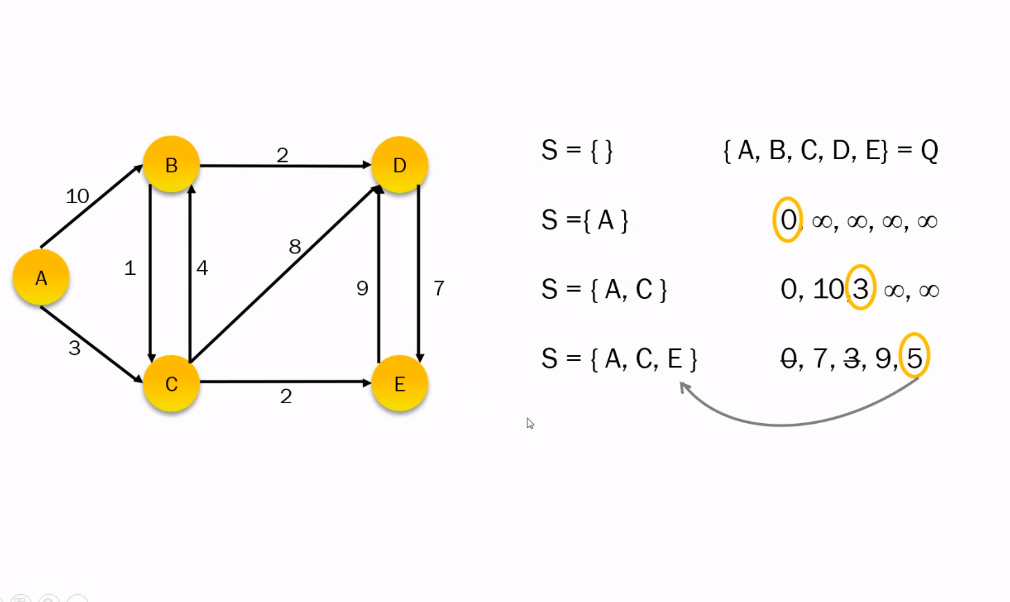 B
2
D
10
8
1
4
9
7
A
3
C
2
E
S = { } { A, B, C, D, E} = Q
S ={ A } 0, ∞, ∞, ∞, ∞
S = { A, C } 0, 10, 3, ∞, ∞
S = { A, C, E } 0, 7, 3, 9, 5